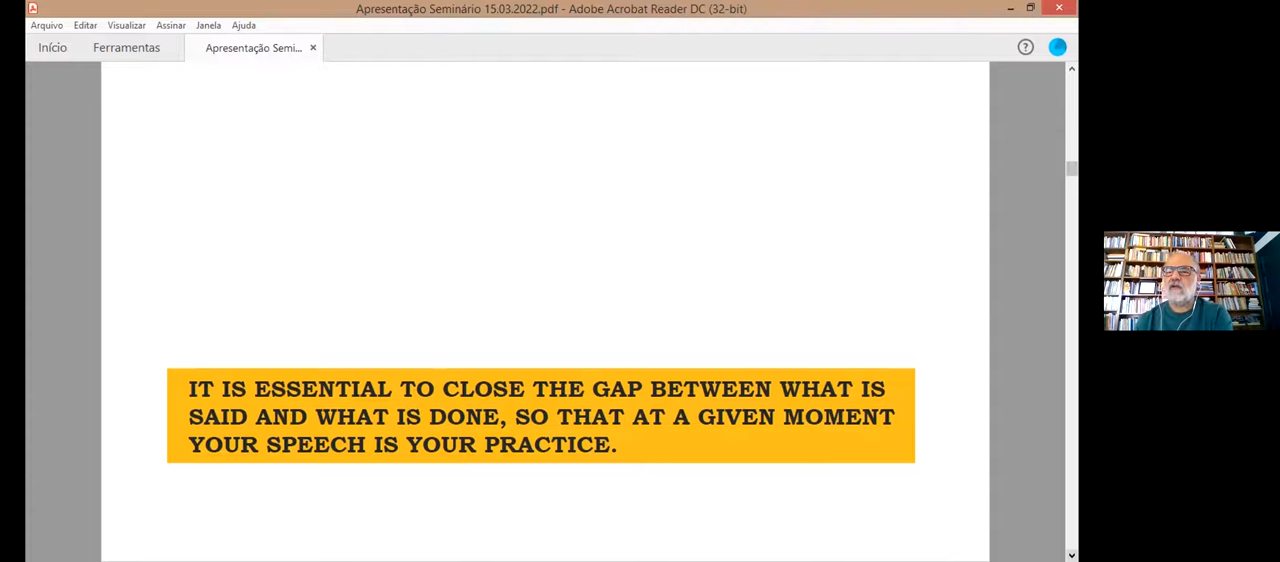 Apresentação Seminário 15.03.2022.pdf - Adobe Acrobat Reader DC (32-bit)
Arquivo Editar Visualizar Assinar Janela Ajuda
Início Ferramentas Apresentação Semi... ×
IT IS ESSENTIAL TO CLOSE THE GAP BETWEEN WHAT IS
SAID AND WHAT IS DONE, SO THAT AT A GIVEN MOMENT
YOUR SPEECH IS YOUR PRACTICE.